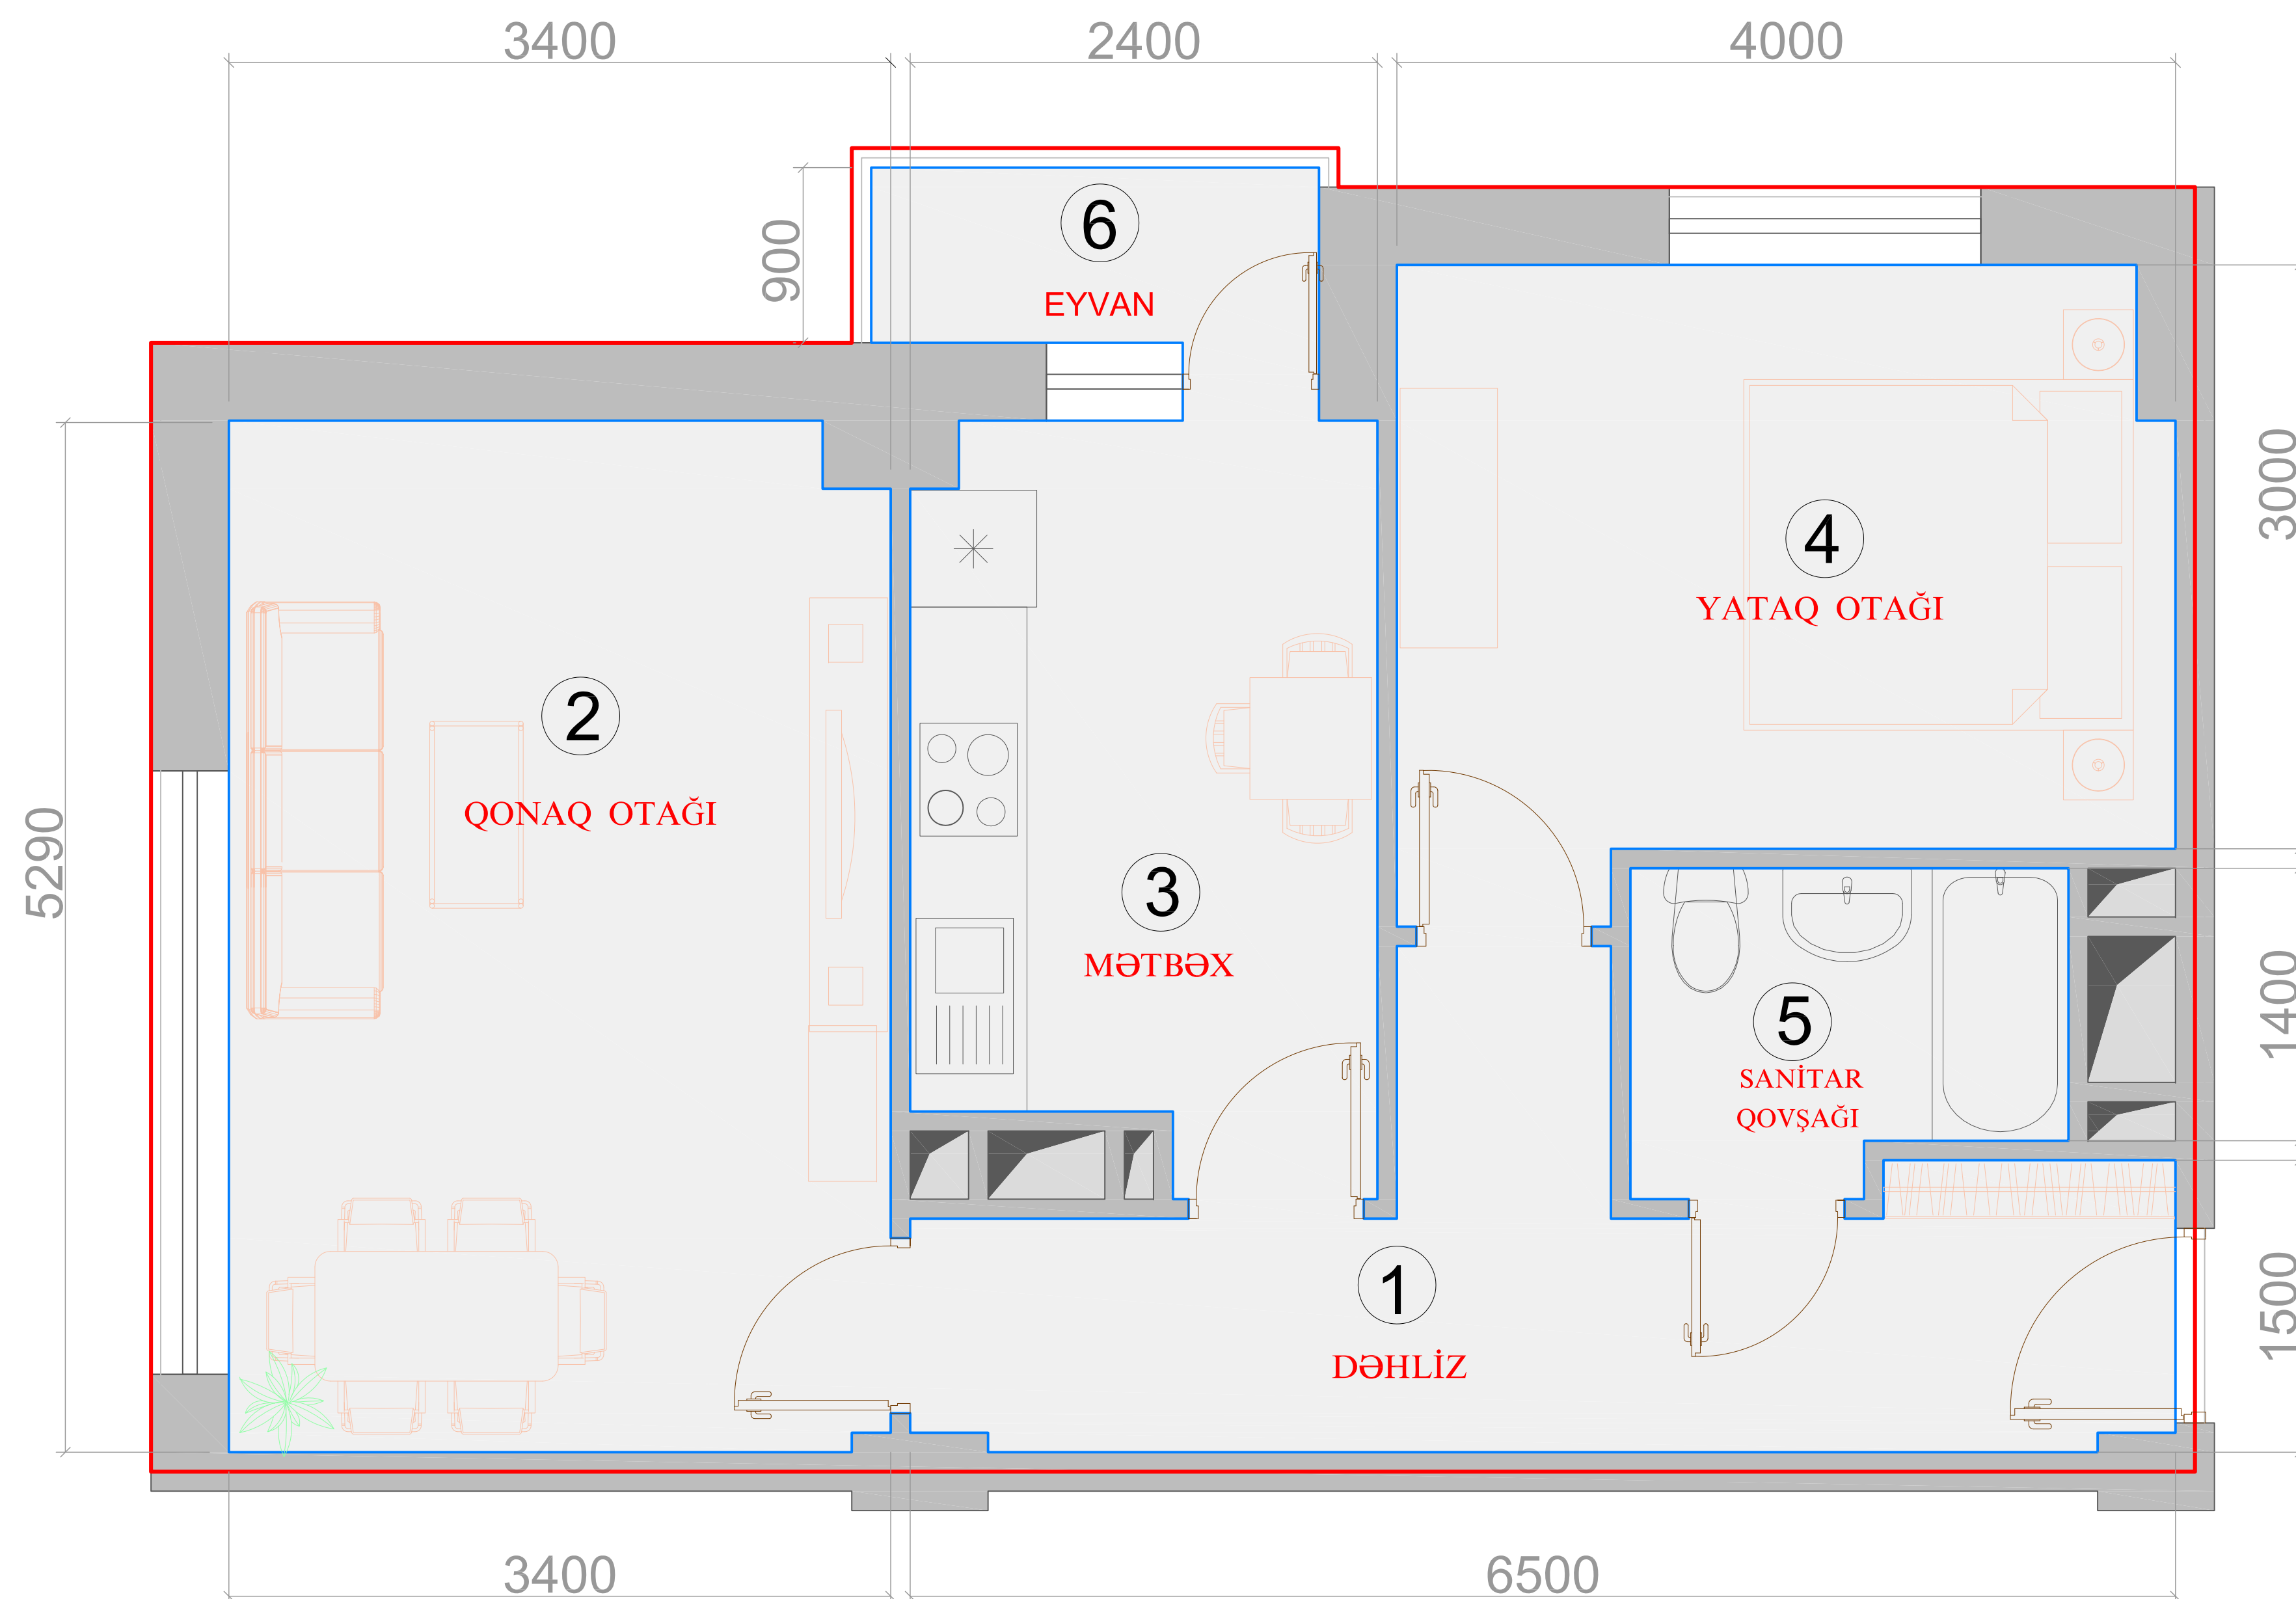 3400
2400
4000
6
EYVAN
900
3000
4
YATAQ OTAĞI
2
QONAQ OTAĞI
5290
3
MƏTBƏX
1400
5
SANİTAR
QOVŞAĞI
1
DƏHLİZ
1500
3400
6500